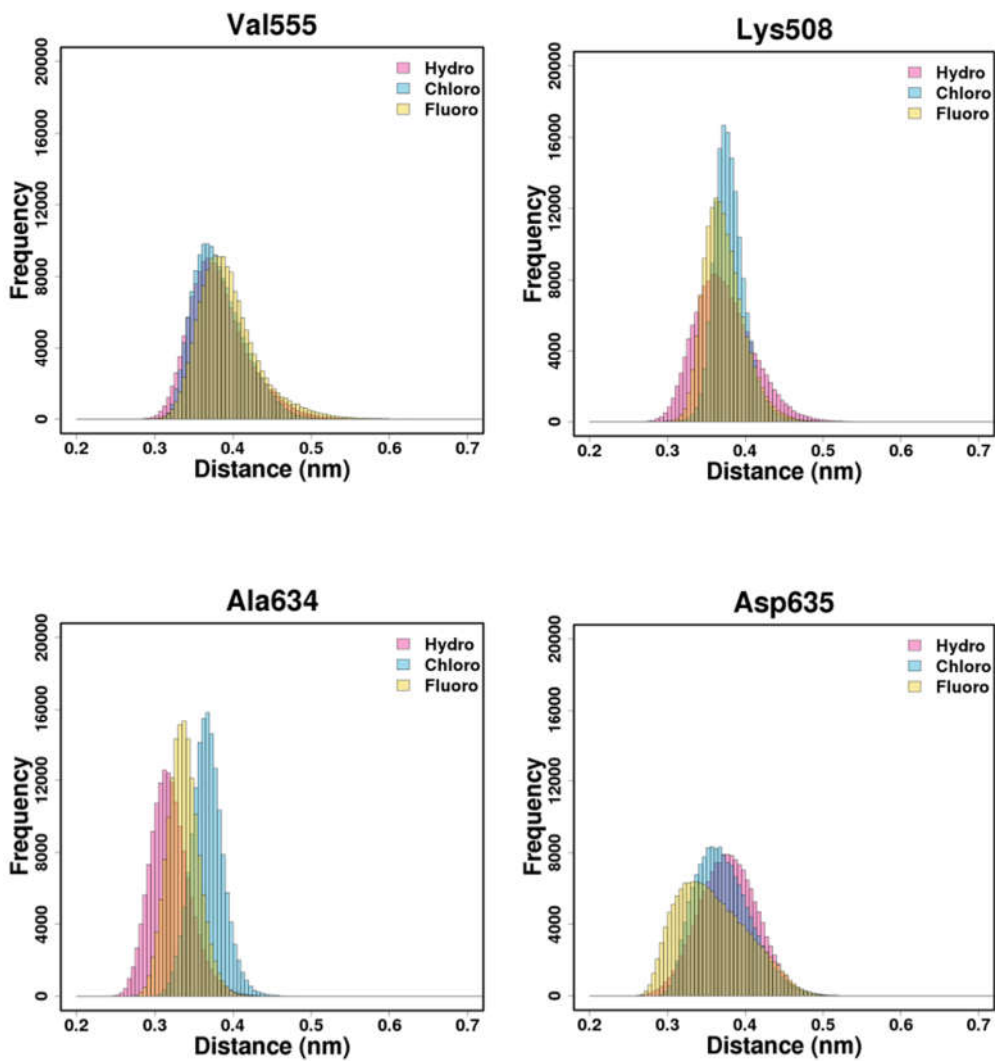 Val555
Hydro
Chloro
Fluoro
Frequency
0
4000
8000
12000
16000
20000
0.2 0.3 0.4 0.5 0.6 0.7
Distance (nm)
Lys508
Hydro
Chloro
Fluoro
Frequency
0
4000
8000
12000
16000
20000
0.2 0.3 0.4 0.5 0.6 0.7
Distance (nm)
Ala634
Hydro
Chloro
Fluoro
Frequency
0
4000
8000
12000
16000
20000
0.2 0.3 0.4 0.5 0.6 0.7
Distance (nm)
Asp635
Hydro
Chloro
Fluoro
Frequency
0
4000
8000
12000
16000
20000
0.2 0.3 0.4 0.5 0.6 0.7
Distance (nm)